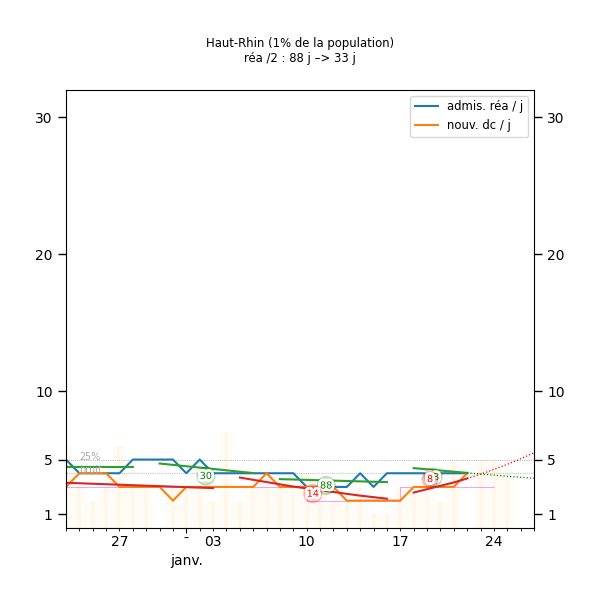 Haut-Rhin (1% de la population)
réa /2 : 88 j –> 33 j
admis. réa / j
nouv. dc / j
30 30
20 20
10 10
5 5
1 1
25%
30
88
14
8
27 - 03 10 17 24
janv.